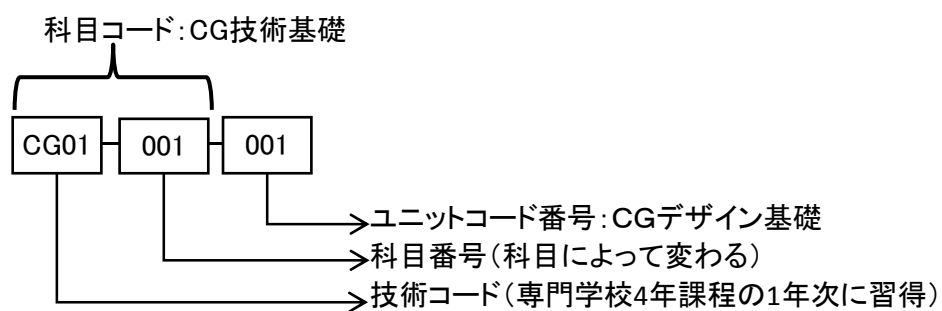 科目コード：CG技術基礎
CG01 001 001
ユニットコード番号：CGデザイン基礎
科目番号（科目によって変わる）
技術コード（専門学校4年課程の1年次に習得）